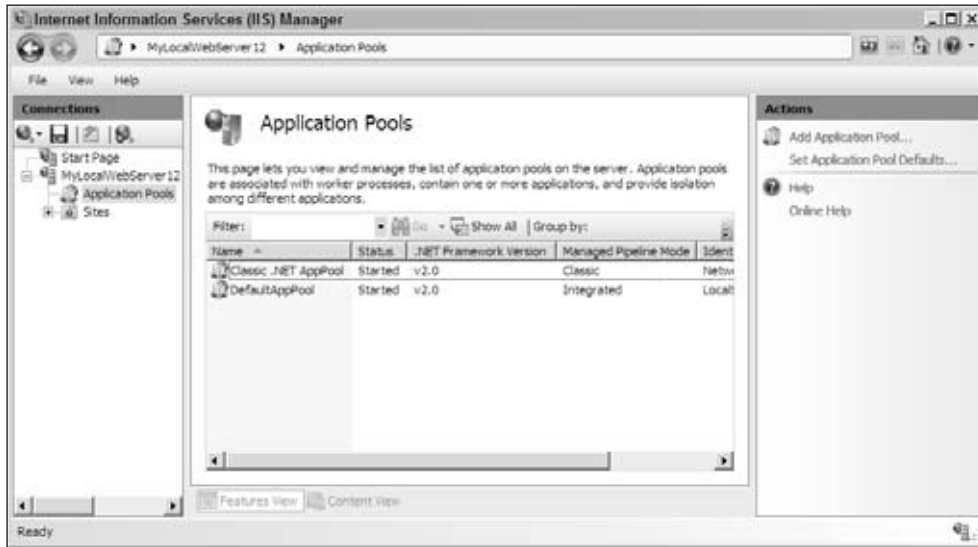 Internet Information Services (IIS) Manager
MyLocalWebServer12 Application Pools
File View Help
Connections
Start Page
MyLocalWebServer12
Application Pools
Sites
Application Pools
This page lets you view and manage the list of application pools on the server. Application pools
are associated with worker processes, contain one or more applications, and provide isolation
among different applications.
Filter: Go Show All Group by:
Name Status .NET Framework Version Managed Pipeline Mode Ident
Classic .NET AppPool Started v2.0 Classic Netw
DefaultAppPool Started v2.0 Integrated Local
Features View Content View
Actions
Add Application Pool...
Set Application Pool Defaults...
Help
Online Help
Ready